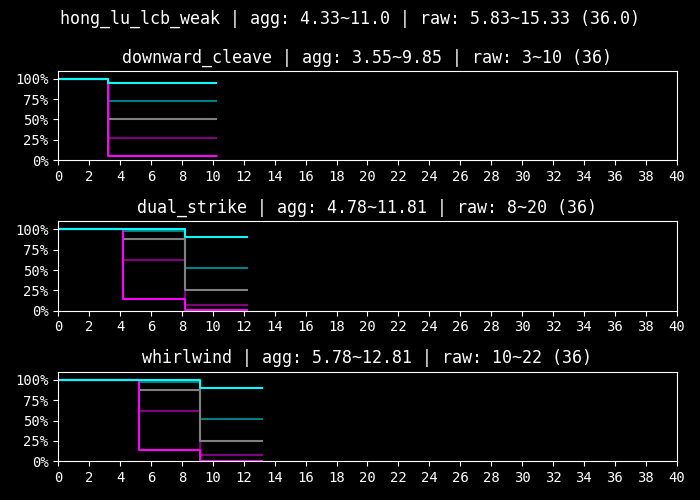 hong_lu_lcb_weak | agg: 4.33~11.0 | raw: 5.83~15.33 (36.0)
downward_cleave | agg: 3.55~9.85 | raw: 3~10 (36)
100%
75%
50%
25%
0%
0 2 4 6 8 10 12 14 16 18 20 22 24 26 28 30 32 34 36 38 40
dual_strike | agg: 4.78~11.81 | raw: 8~20 (36)
100%
75%
50%
25%
0%
0 2 4 6 8 10 12 14 16 18 20 22 24 26 28 30 32 34 36 38 40
whirlwind | agg: 5.78~12.81 | raw: 10~22 (36)
100%
75%
50%
25%
0%
0 2 4 6 8 10 12 14 16 18 20 22 24 26 28 30 32 34 36 38 40